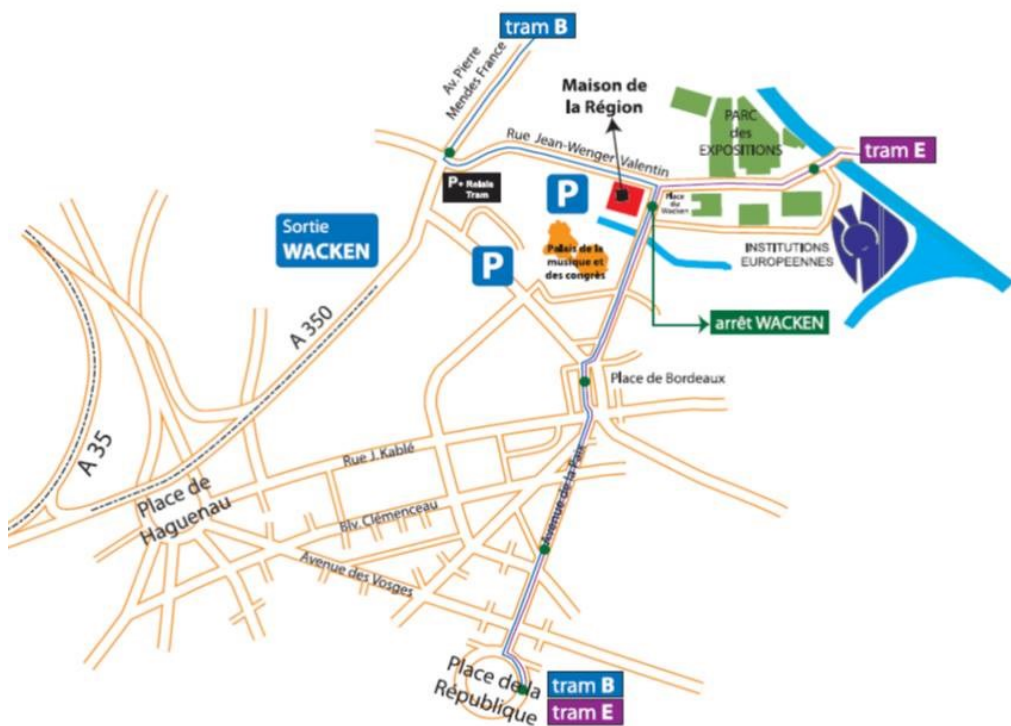 tram B
Av. Pierre
Mendes France
Maison de
la Région
Rue Jean-Wenger Valentin
PARC
des
EXPOSITIONS
tram E
P+ Relais
Tram
P
Place
du
Wacken
Sortie
WACKEN
P
Palais de la
musique et
des congrès
INSTITUTIONS
EUROPEENNES
arrêt WACKEN
A 350
Place de Bordeaux
A 35
Rue J. Kablé
Place de
Haguenau
Blv. Clémenceau
Avenue de la Paix
Avenue des Vosges
Place de la
République
tram B
tram E